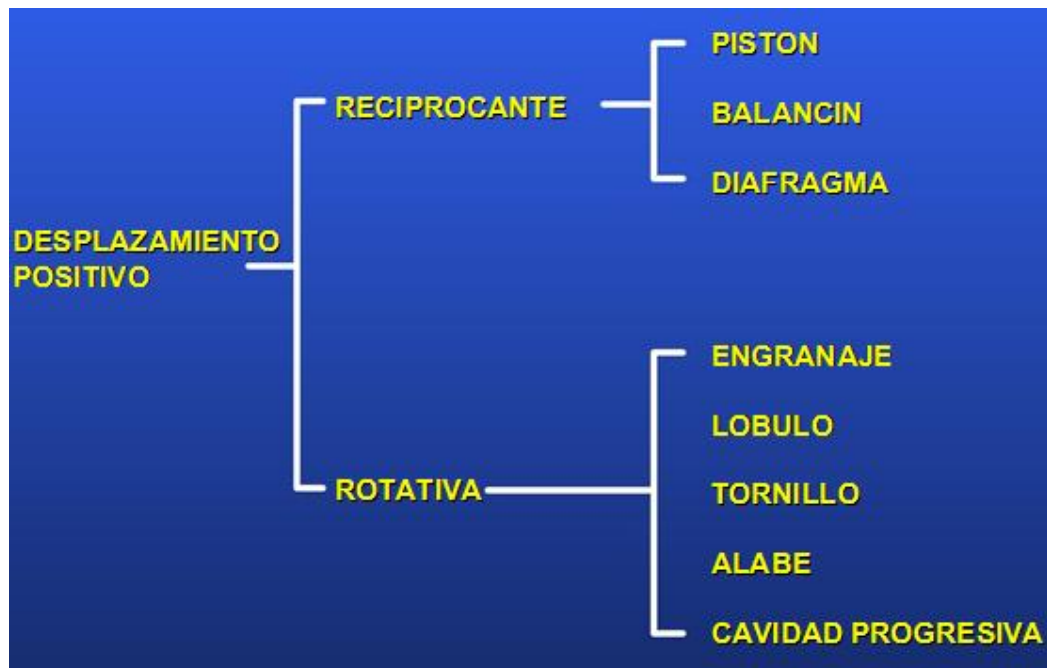 PISTON
RECIPROCANTE
BALANCIN
DIAFRAGMA
DESPLAZAMIENTO
POSITIVO
ENGRANAJE
LOBULO
ROTATIVA
TORNILLO
ALABE
CAVIDAD PROGRESIVA